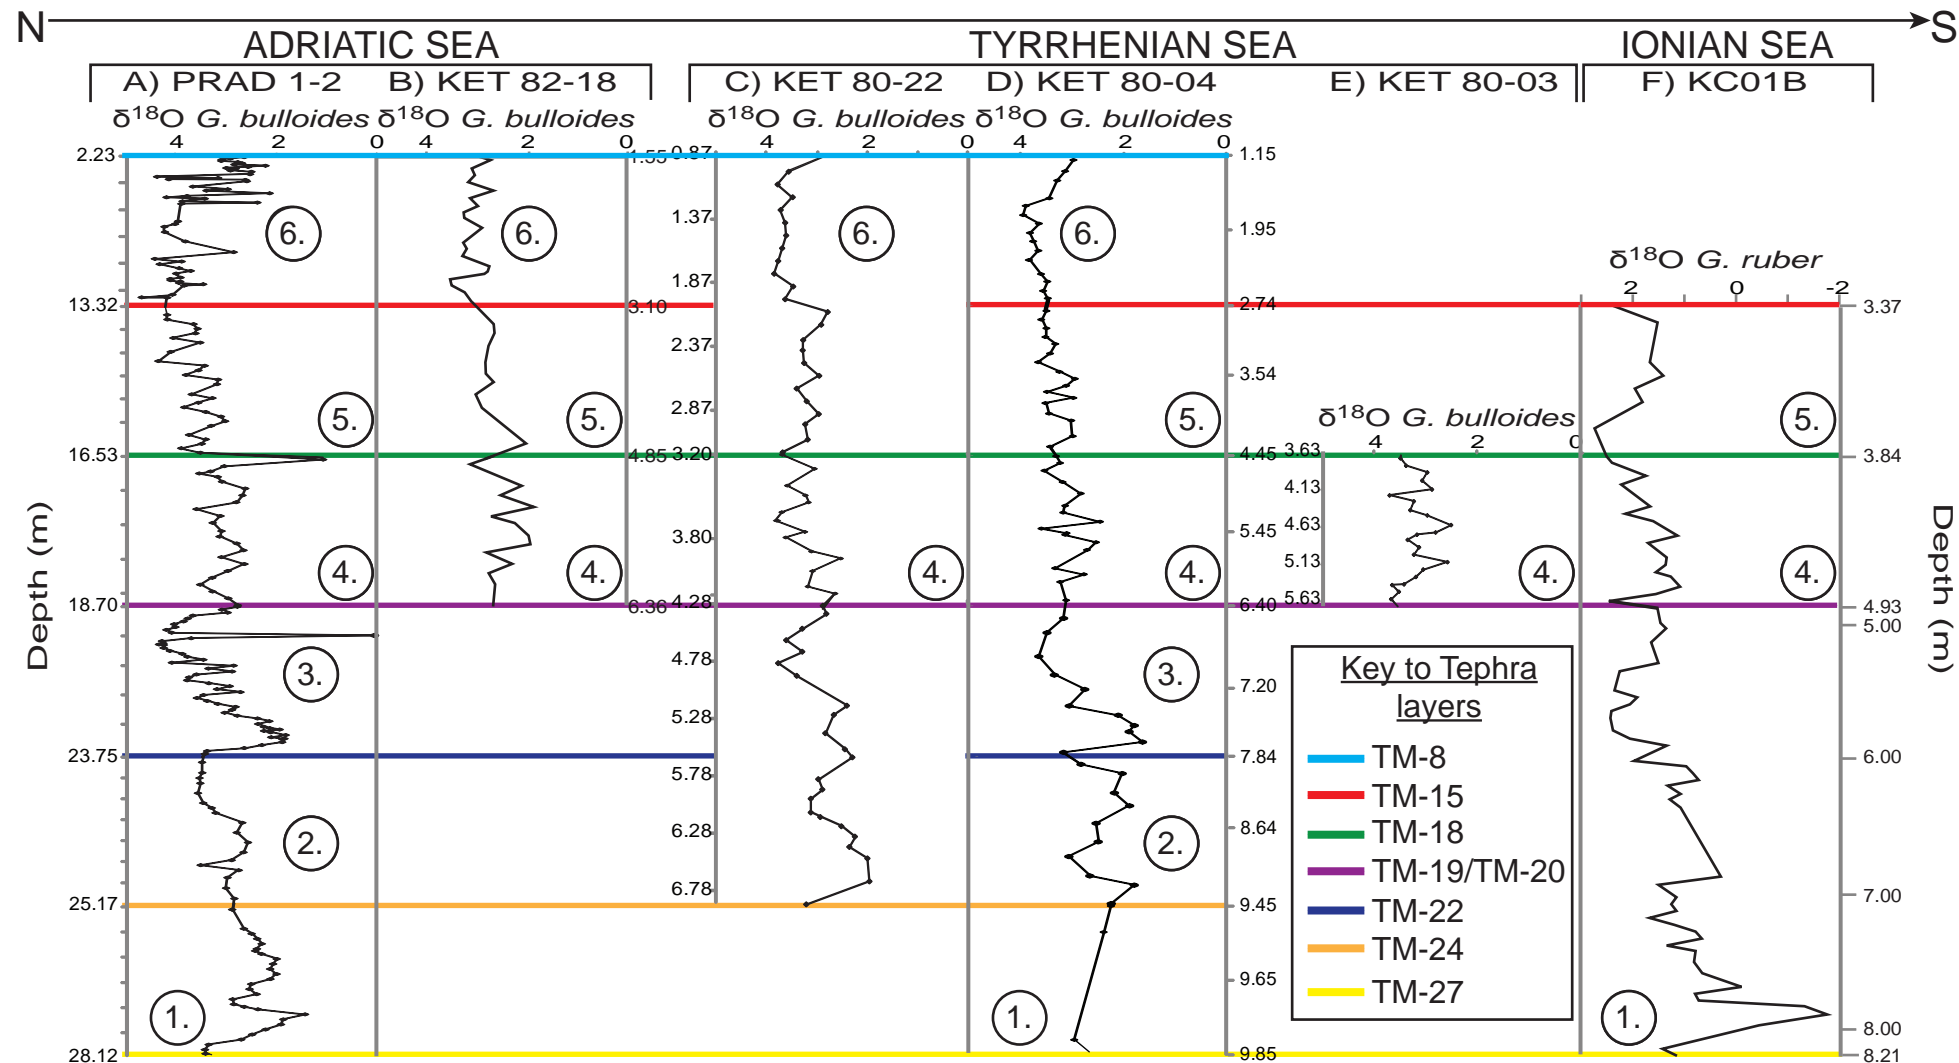 N S
ADRIATIC SEA TYRRHENIAN SEA IONIAN SEA
A) PRAD 1-2 B) KET 82-18 C) KET 80-22 D) KET 80-04 E) KET 80-03 F) KC01B
δ¹⁸O G. bulloides δ¹⁸O G. bulloides δ¹⁸O G. bulloides δ¹⁸O G. bulloides
4 2 0 4 2 0 4 2 0 4 2 0
2.23 1.55 0.87 1.15
1.37
6. 6. 6. 6. 1.95
δ¹⁸O G. ruber
1.87 2 0 -2
13.32 3.10 2.74 3.37
2.37
3.54
2.87
5. 5. 5. δ¹⁸O G. bulloides 5.
4 2 0
16.53 4.85 3.20 4.45 3.63 3.84
4.13
3.80 5.45 4.63
5.13
4. 4. 4. 4. 4. 4.
4.28 5.63
18.70 6.36 6.40 4.93
5.00
Depth (m) Depth (m)
4.78
3. 3. 7.20
5.28
23.75 7.84 6.00
5.78
6.28 8.64
2. 2.
6.78 7.00
25.17 9.45
9.65
1. 1. 1.
8.00
28.12 9.85 8.21
Key to Tephra
layers
TM-8
TM-15
TM-18
TM-19/TM-20
TM-22
TM-24
TM-27